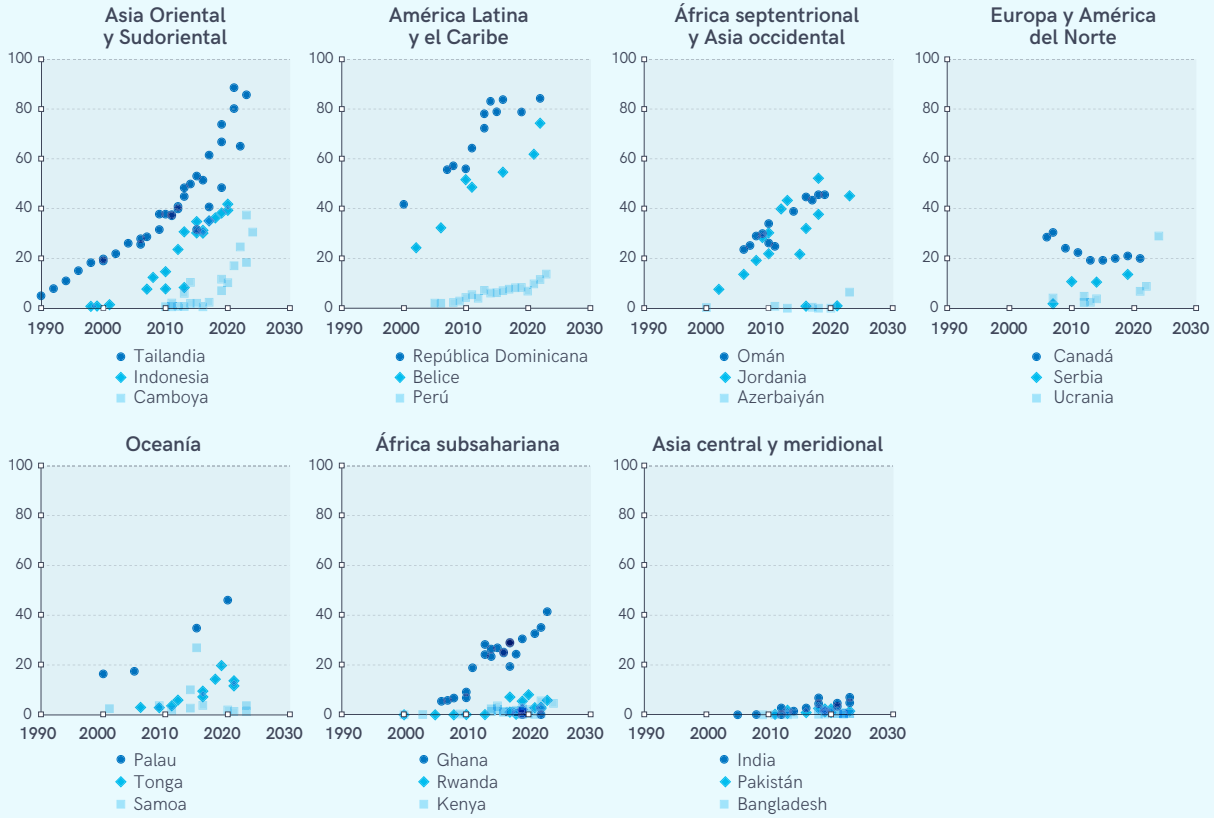 Asia Oriental
y Sudoriental
100
80
60
40
20
0
1990 2000 2010 2020 2030
Tailandia
Indonesia
Camboya
América Latina
y el Caribe
100
80
60
40
20
0
1990 2000 2010 2020 2030
República Dominicana
Belice
Perú
África septentrional
y Asia occidental
100
80
60
40
20
0
1990 2000 2010 2020 2030
Omán
Jordania
Azerbaiyán
Europa y América
del Norte
100
80
60
40
20
0
1990 2000 2010 2020 2030
Canadá
Serbia
Ucrania
Oceanía
100
80
60
40
20
0
1990 2000 2010 2020 2030
Palau
Tonga
Samoa
África subsahariana
100
80
60
40
20
0
1990 2000 2010 2020 2030
Ghana
Rwanda
Kenya
Asia central y meridional
100
80
60
40
20
0
1990 2000 2010 2020 2030
India
Pakistán
Bangladesh